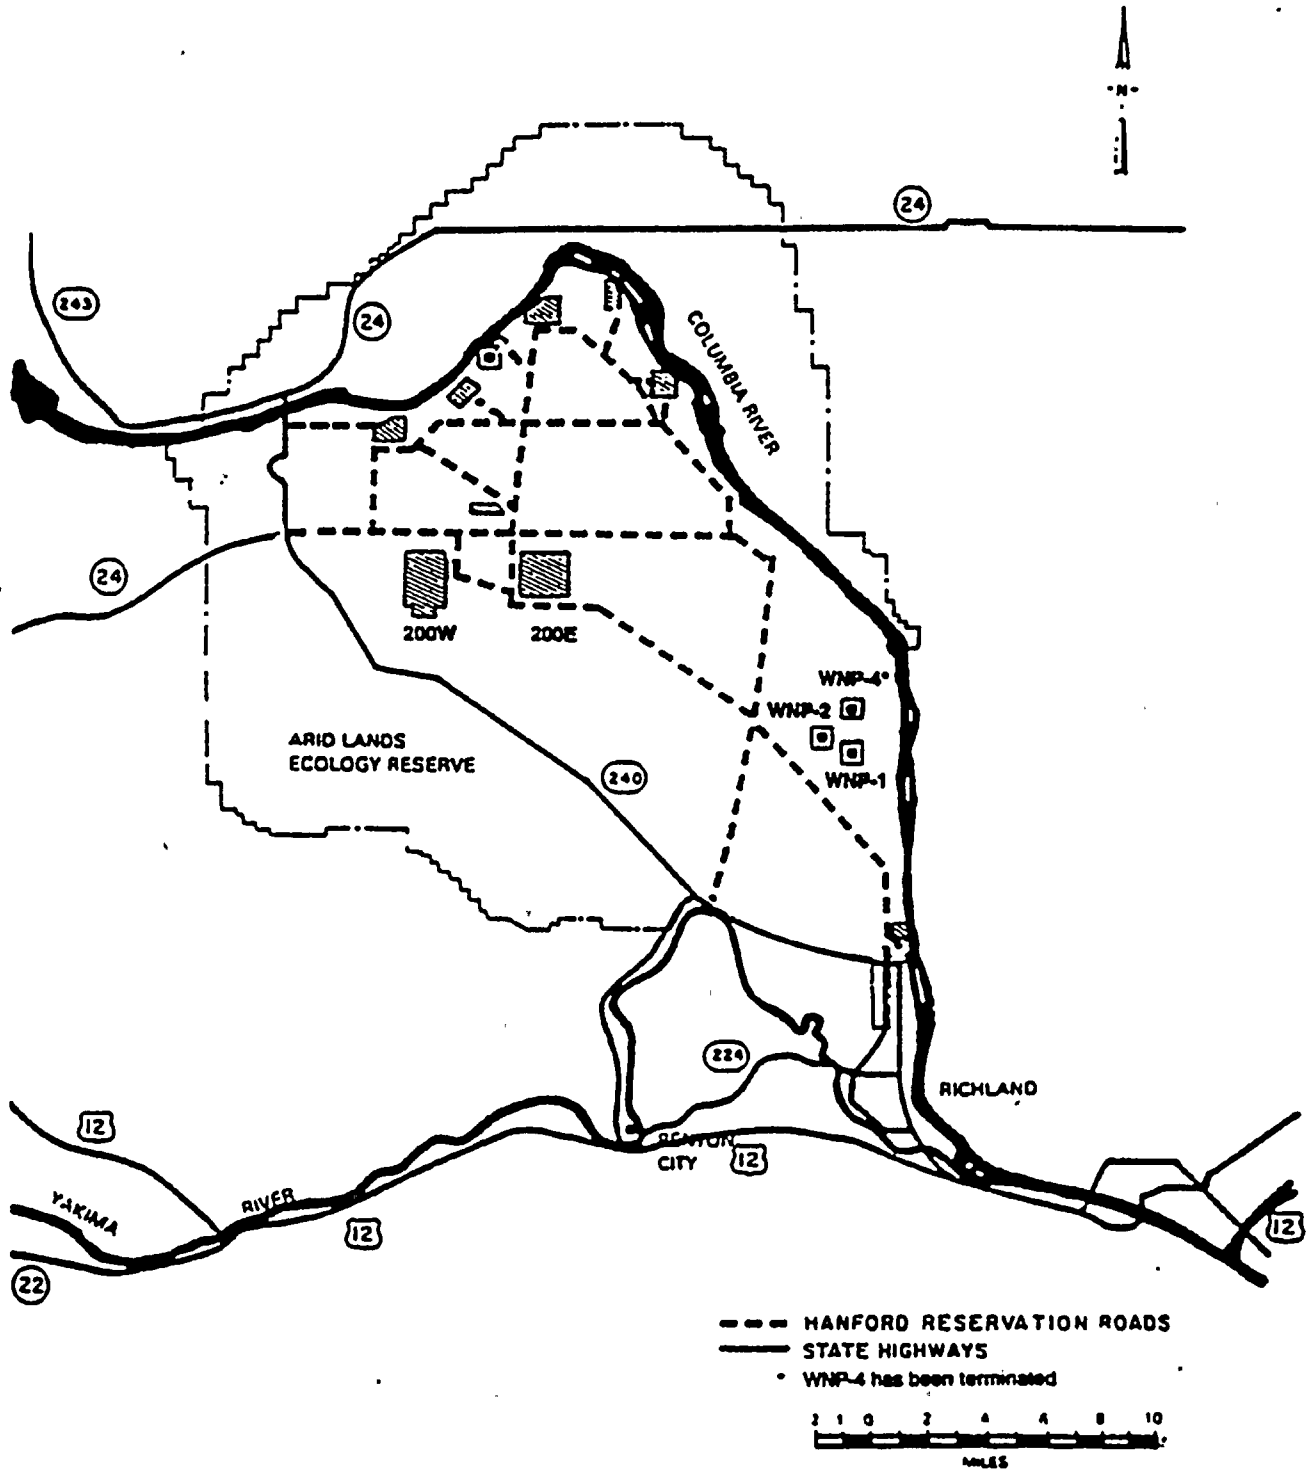 N
24
243
24
COLUMBIA RIVER
24
200W
200E
WNP-4*
WNP-2
WNP-1
ARID LANDS
ECOLOGY RESERVE
240
224
RICHLAND
12
BENTON
CITY
12
YAKIMA
RIVER
12
12
22
HANFORD RESERVATION ROADS
STATE HIGHWAYS
* WNP-4 has been terminated
2 1 0 2 4 6 8 10
MILES